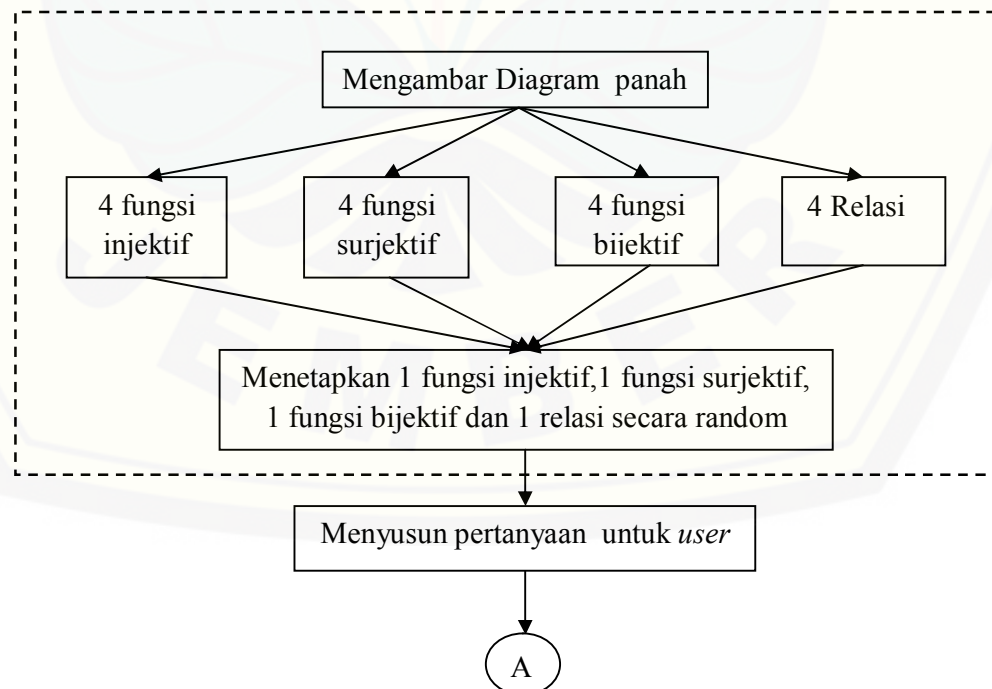 Mengambar Diagram panah
4 fungsi
injektif
4 fungsi
surjektif
4 fungsi
bijektif
4 Relasi
Menetapkan 1 fungsi injektif,1 fungsi surjektif,
1 fungsi bijektif dan 1 relasi secara random
Menyusun pertanyaan untuk user
A
JEMBER